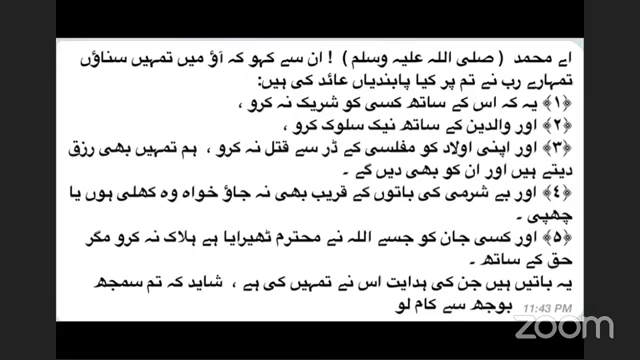 اے محمد ( صلی اللہ علیہ وسلم ) ! ان سے کہو کہ آؤ میں تمہیں سناؤں
تمہارے رب نے تم پر کیا پابندیاں عائد کی ہیں:
﴿۱﴾ یہ کہ اس کے ساتھ کسی کو شریک نہ کرو ،
﴿۲﴾ اور والدین کے ساتھ نیک سلوک کرو ،
﴿۳﴾ اور اپنی اولاد کو مفلسی کے ڈر سے قتل نہ کرو ، ہم تمہیں بھی رزق
دیتے ہیں اور ان کو بھی دیں گے ۔
﴿۴﴾ اور بے شرمی کی باتوں کے قریب بھی نہ جاؤ خواہ وہ کھلی ہوں یا
چھپی ۔
﴿۵﴾ اور کسی جان کو جسے اللہ نے محترم ٹھیرایا ہے ہلاک نہ کرو مگر
حق کے ساتھ ۔
یہ باتیں ہیں جن کی ہدایت اس نے تمہیں کی ہے ، شاید کہ تم سمجھ
بوجھ سے کام لو
11:43 PM
zoom